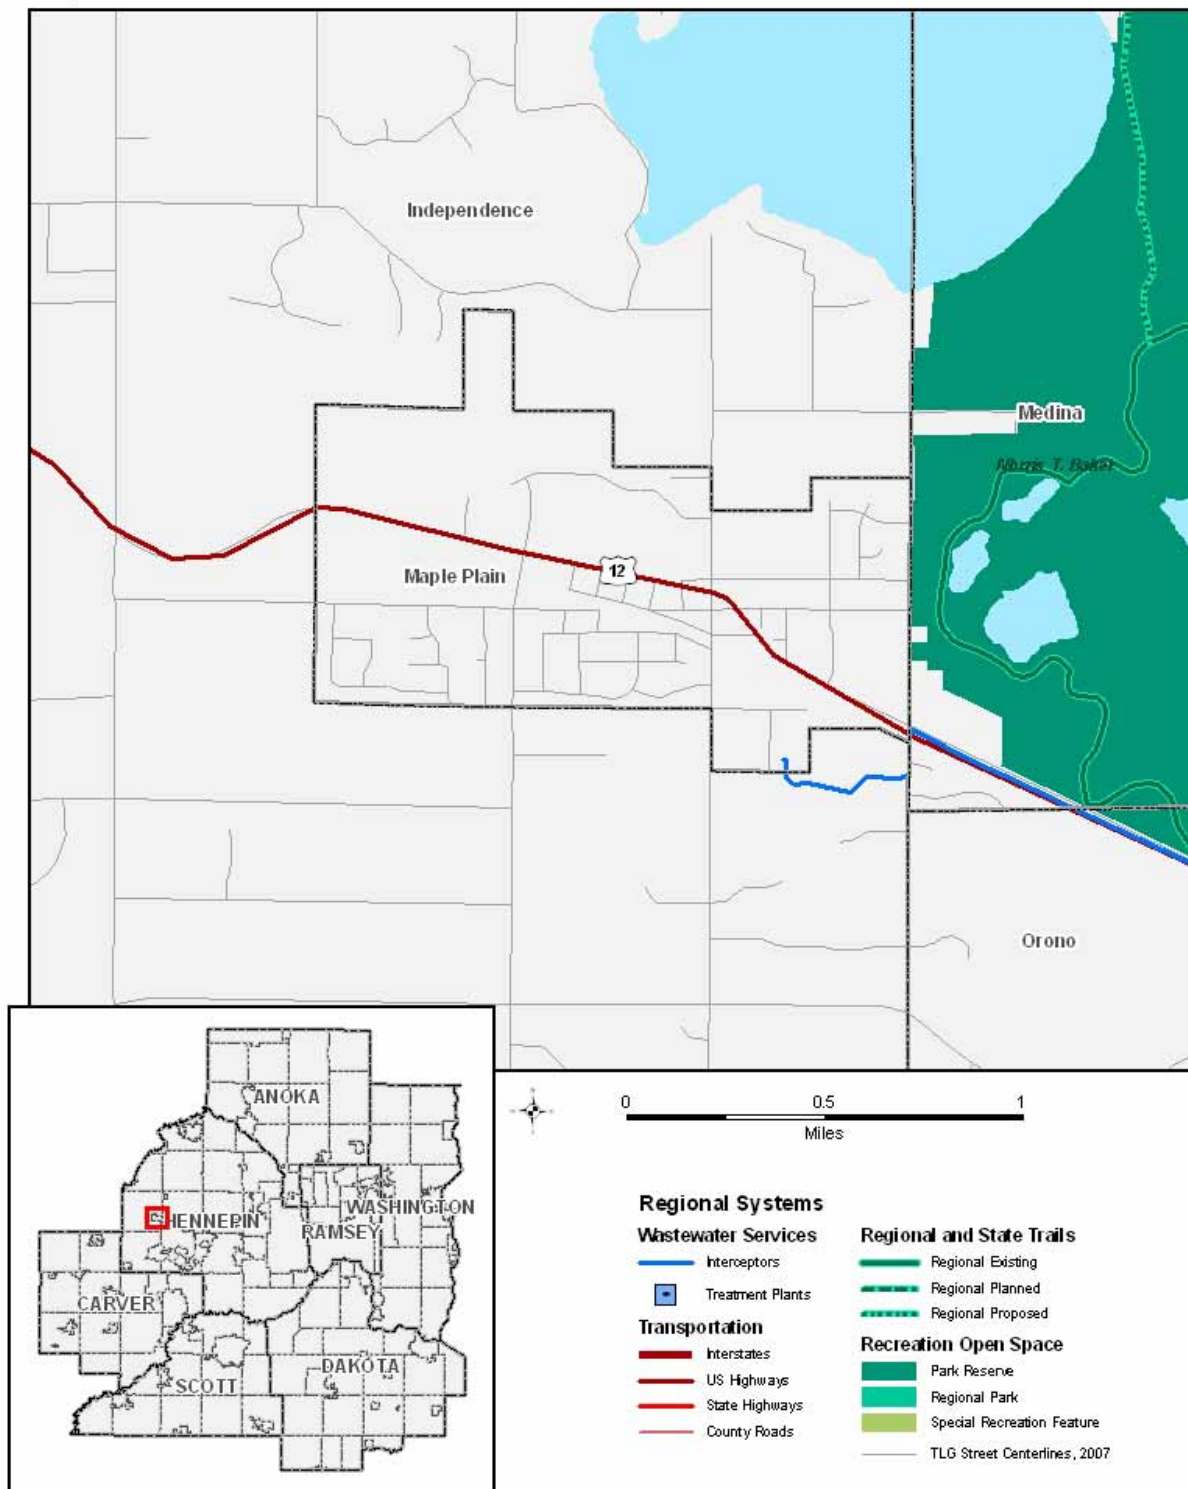 Independence
Medina
Morris T. Baker
12
Maple Plain
Orono
ANOKA
HENNEPIN
WASHINGTON
RAMSEY
CARVER
DAKOTA
SCOTT
0 0.5 1
Miles
Regional Systems
Wastewater Services
Interceptors
Treatment Plants
Transportation
Interstates
US Highways
State Highways
County Roads
Regional and State Trails
Regional Existing
Regional Planned
Regional Proposed
Recreation Open Space
Park Reserve
Regional Park
Special Recreation Feature
TLG Street Centerlines, 2007